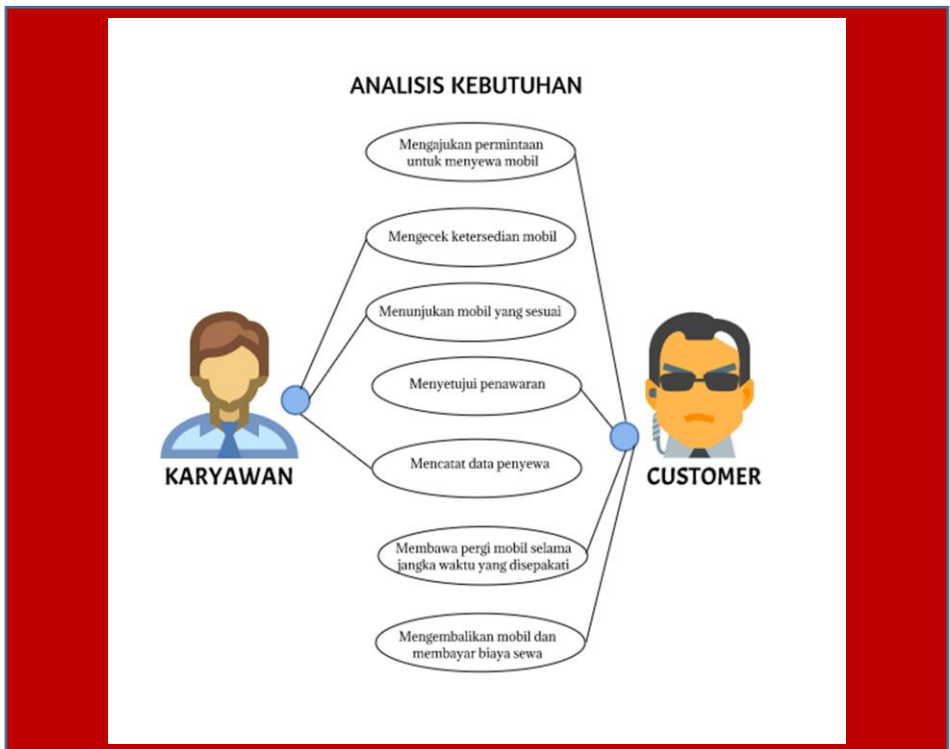 ANALISIS KEBUTUHAN
Mengajukan permintaan
untuk menyewa mobil
Mengecek ketersedian mobil
Menunjukan mobil yang sesuai
Menyetujui penawaran
Mencatat data penyewa
KARYAWAN
CUSTOMER
Membawa pergi mobil selama
jangka waktu yang disepakati
Mengembalikan mobil dan
membayar biaya sewa